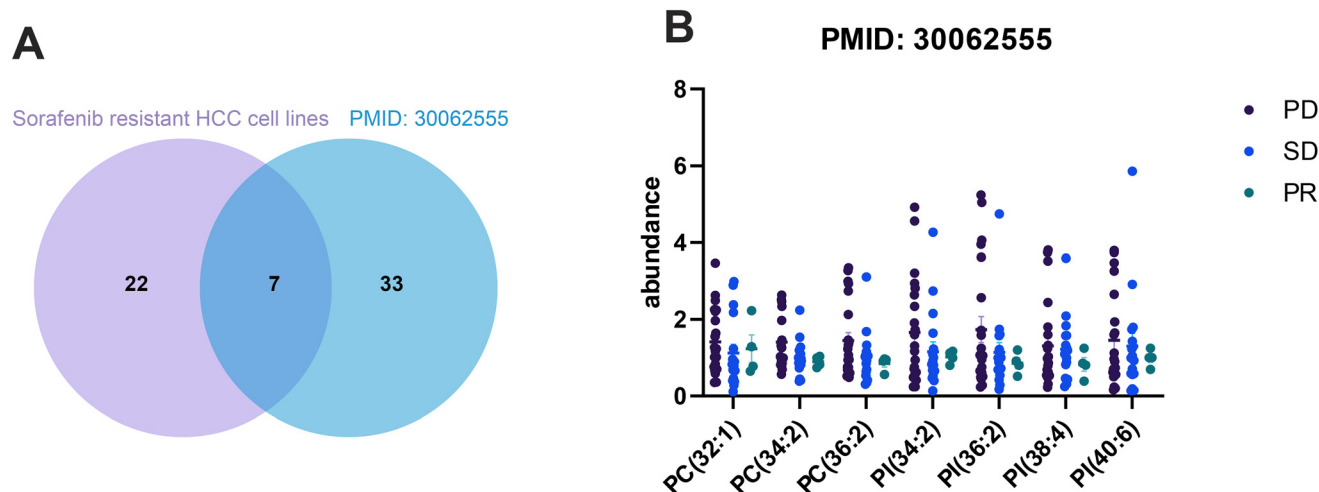 A
Sorafenib resistant HCC cell lines PMID: 30062555
22 7 33
B
PMID: 30062555
8
6
4
2
0
abundance
PC(32:1)
PC(34:2)
PC(36:2)
PI(34:2)
PI(36:2)
PI(38:4)
PI(40:6)
PD
SD
PR